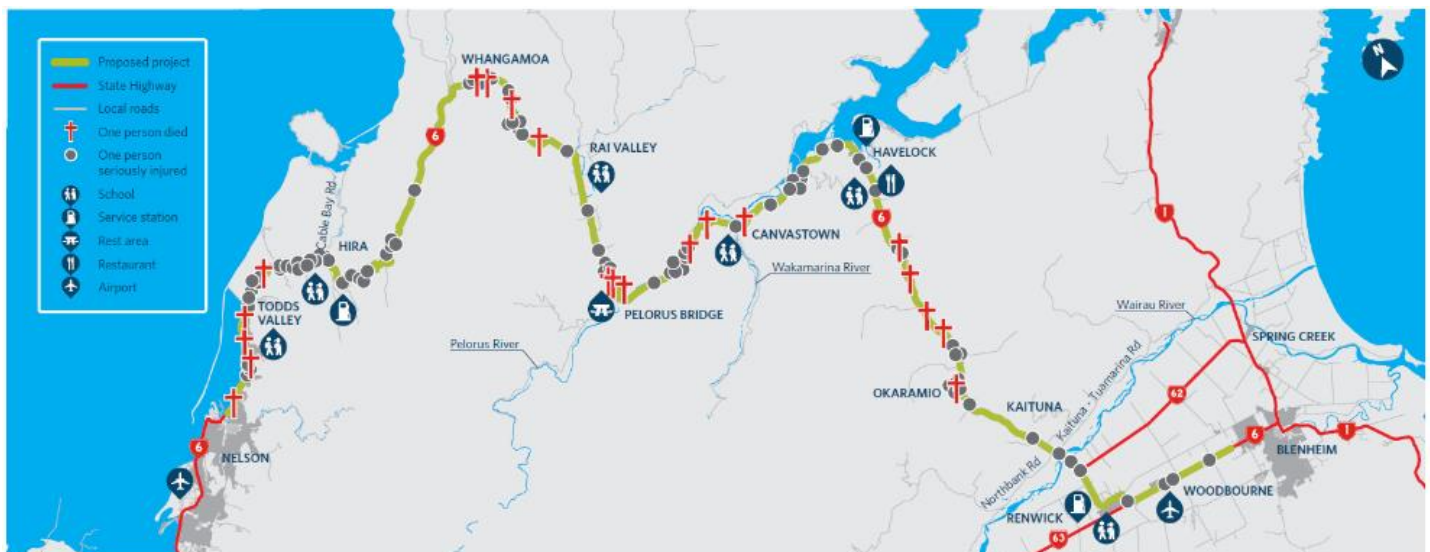 Proposed project
State Highway
Local roads
One person died
One person
seriously injured
School
Service station
Rest area
Restaurant
Airport
N
WHANGAMOA
6
RAI VALLEY
HAVELOCK
Cable Bay Rd
HIRA
6
CANVASTOWN
Wakamarina River
1
TODDS
VALLEY
PELORUS BRIDGE
Pelorus River
Wairau River
SPRING CREEK
Kaituna - Tuamarina Rd
OKARAMIO
KAITUNA
62
6
NELSON
Northbank Rd
6
1
BLENHEIM
WOODBOURNE
RENWICK
63